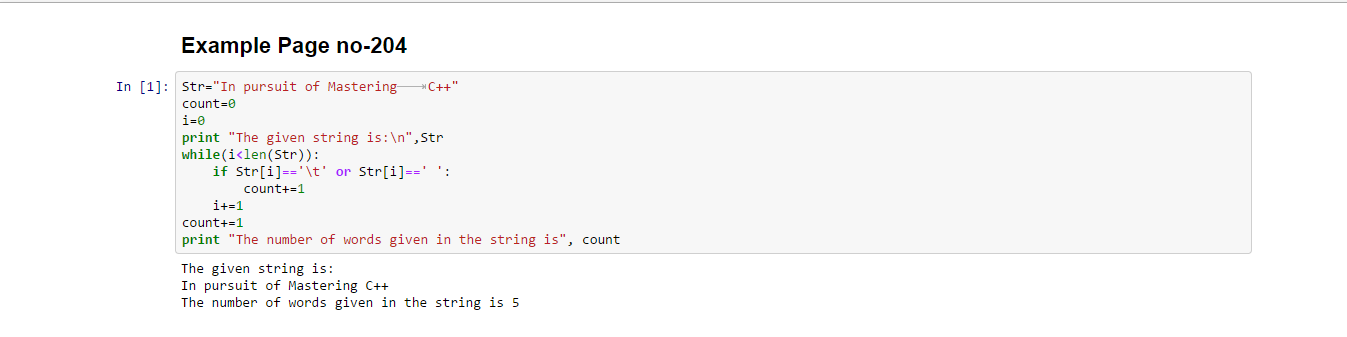 Example Page no-204
In [1]: Str="In pursuit of Mastering	C++"
count=0
i=0
print "The given string is:\n",Str
while(i<len(Str)):
    if Str[i]=='\t' or Str[i]==' ':
        count+=1
    i+=1
count+=1
print "The number of words given in the string is", count
The given string is:
In pursuit of Mastering C++
The number of words given in the string is 5